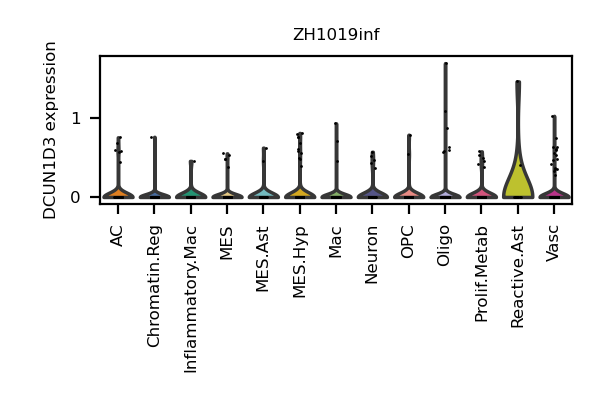 ZH1019inf
DCUN1D3 expression
1
0
AC
Chromatin.Reg
Inflammatory.Mac
MES
MES.Ast
MES.Hyp
Mac
Neuron
OPC
Oligo
Prolif.Metab
Reactive.Ast
Vasc